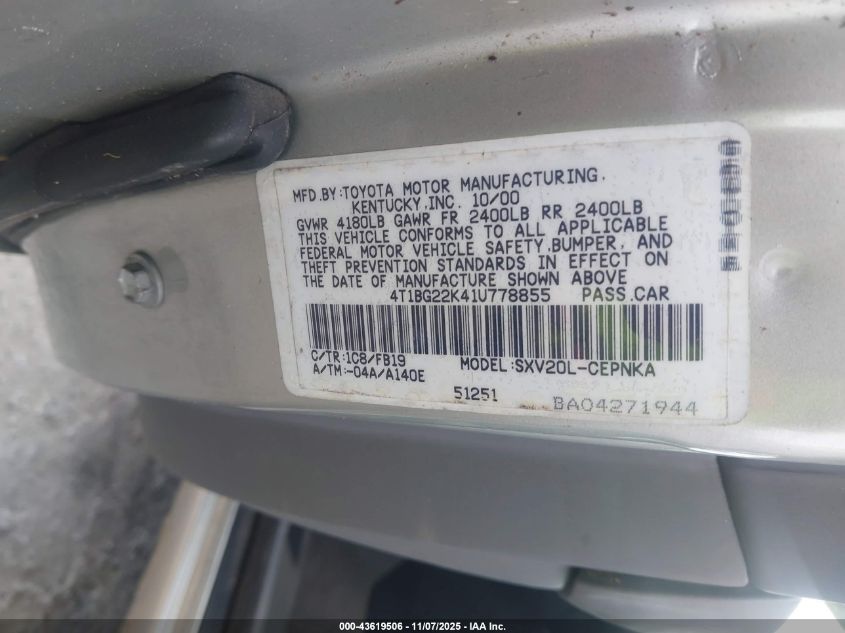 MFD.BY:TOYOTA MOTOR MANUFACTURING,
KENTUCKY,INC. 10/00
GVWR 4180LB GAWR FR 2400LB RR 2400LB
THIS VEHICLE CONFORMS TO ALL APPLICABLE
FEDERAL MOTOR VEHICLE SAFETY,BUMPER, AND
THEFT PREVENTION STANDARDS IN EFFECT ON
THE DATE OF MANUFACTURE SHOWN ABOVE
4T1BG22K41U778855 PASS.CAR
C/TR:1C8/FB19 MODEL:SXV20L-CEPNKA
A/TM:-04A/A140E
51251 BA04271944
000-43619506 - 11/07/2025 - IAA Inc.